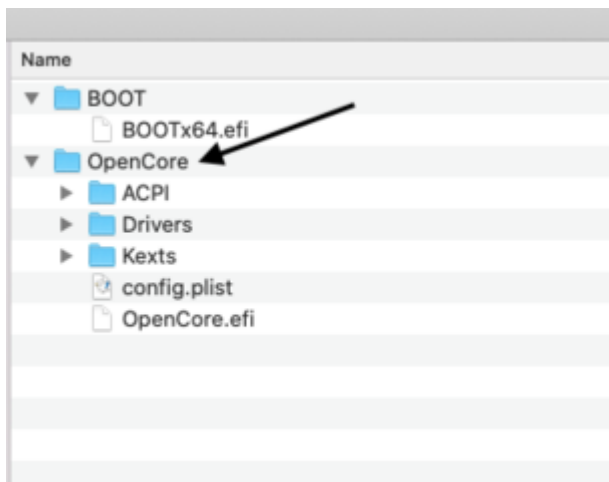 Name
BOOT
BOOTx64.efi
OpenCore
ACPI
Drivers
Kexts
config.plist
OpenCore.efi